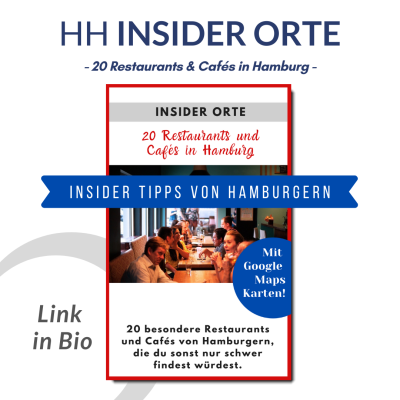 HH INSIDER ORTE
- 20 Restaurants & Cafés in Hamburg -
INSIDER ORTE
20 Restaurants und
Cafés in Hamburg
INSIDER TIPPS VON HAMBURGERN
Mit
Google
Maps
Karten!
Link
in Bio
20 besondere Restaurants
und Cafés von Hamburgern,
die du sonst nur schwer
findest würdest.